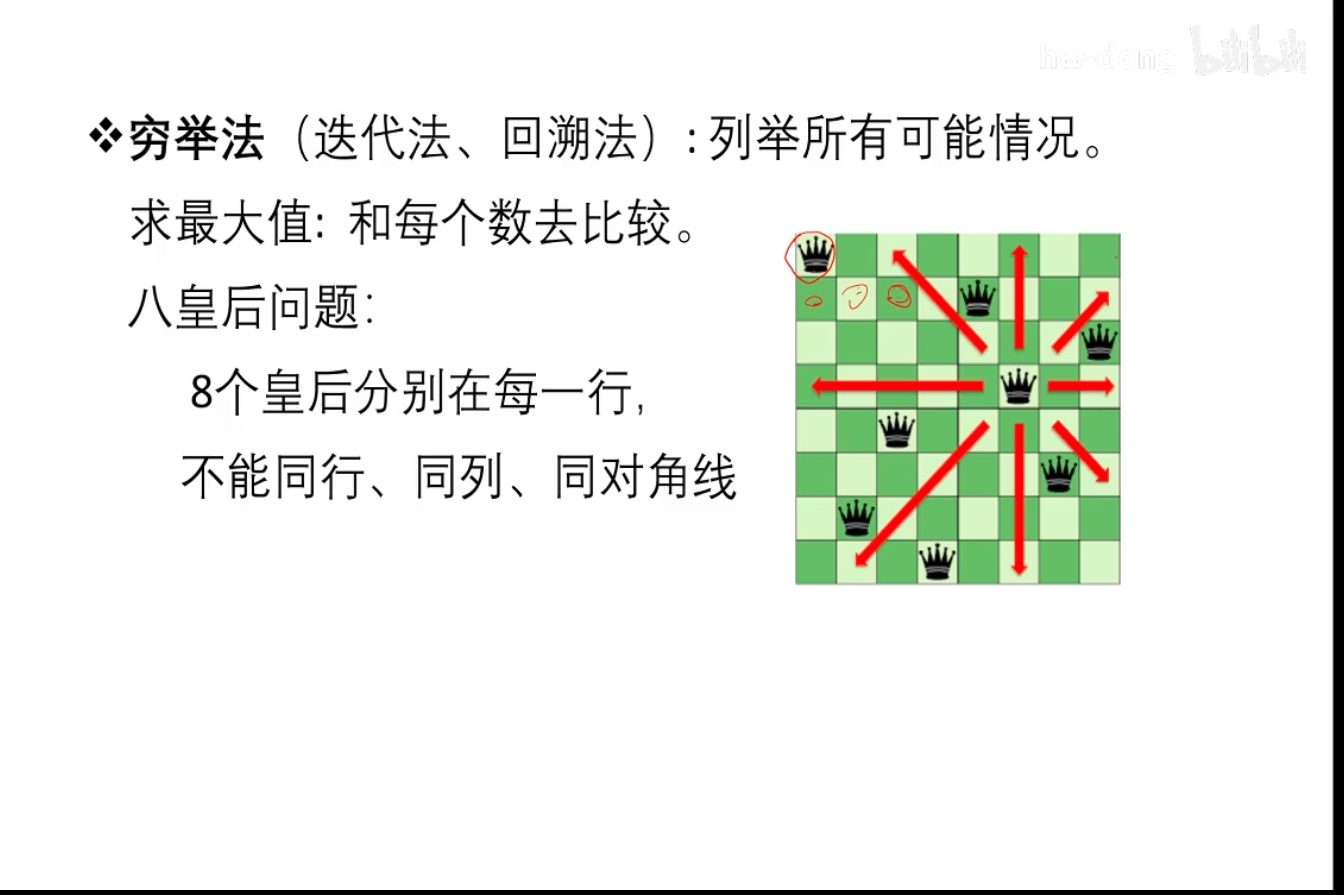 hw-dong bilibili
❖穷举法（迭代法、回溯法）: 列举所有可能情况。
求最大值: 和每个数去比较。
八皇后问题:
8个皇后分别在每一行,
不能同行、同列、同对角线